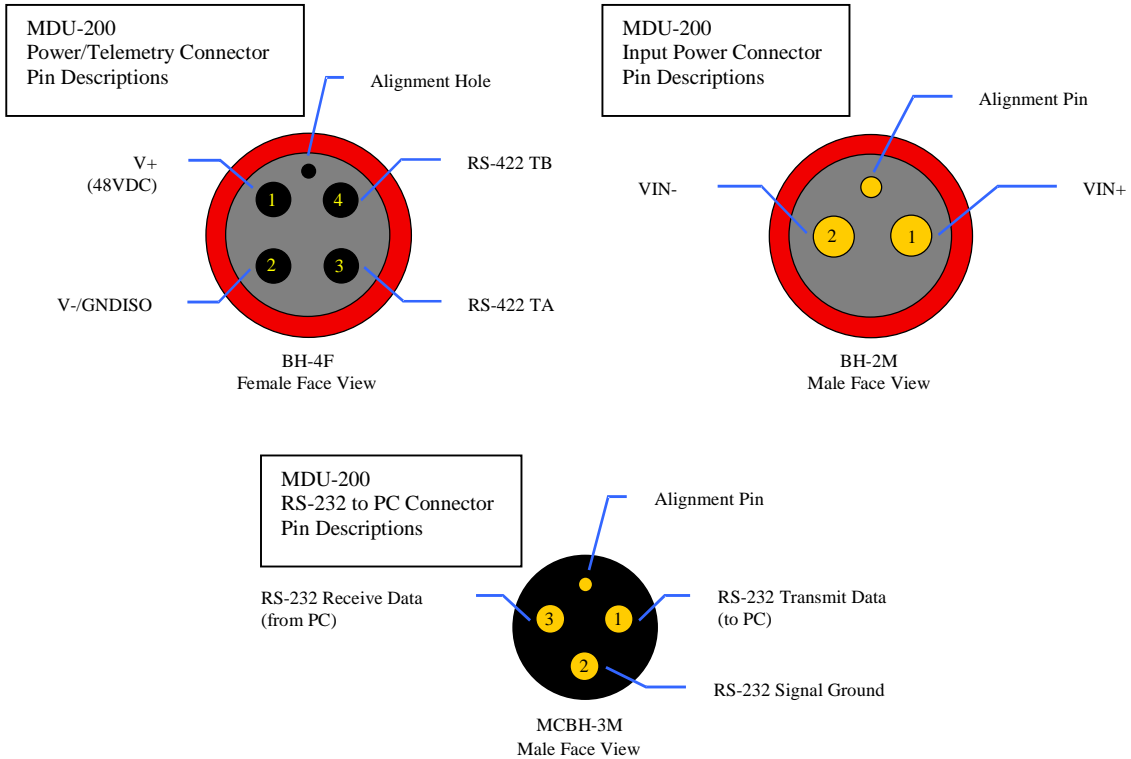 MDU-200
Power/Telemetry Connector
Pin Descriptions
Alignment Hole
V+
(48VDC)
RS-422 TB
1
4
2
3
V-/GNDISO
RS-422 TA
BH-4F
Female Face View
MDU-200
Input Power Connector
Pin Descriptions
Alignment Pin
VIN-
VIN+
2
1
BH-2M
Male Face View
MDU-200
RS-232 to PC Connector
Pin Descriptions
Alignment Pin
RS-232 Receive Data
(from PC)
RS-232 Transmit Data
(to PC)
3
1
2
RS-232 Signal Ground
MCBH-3M
Male Face View